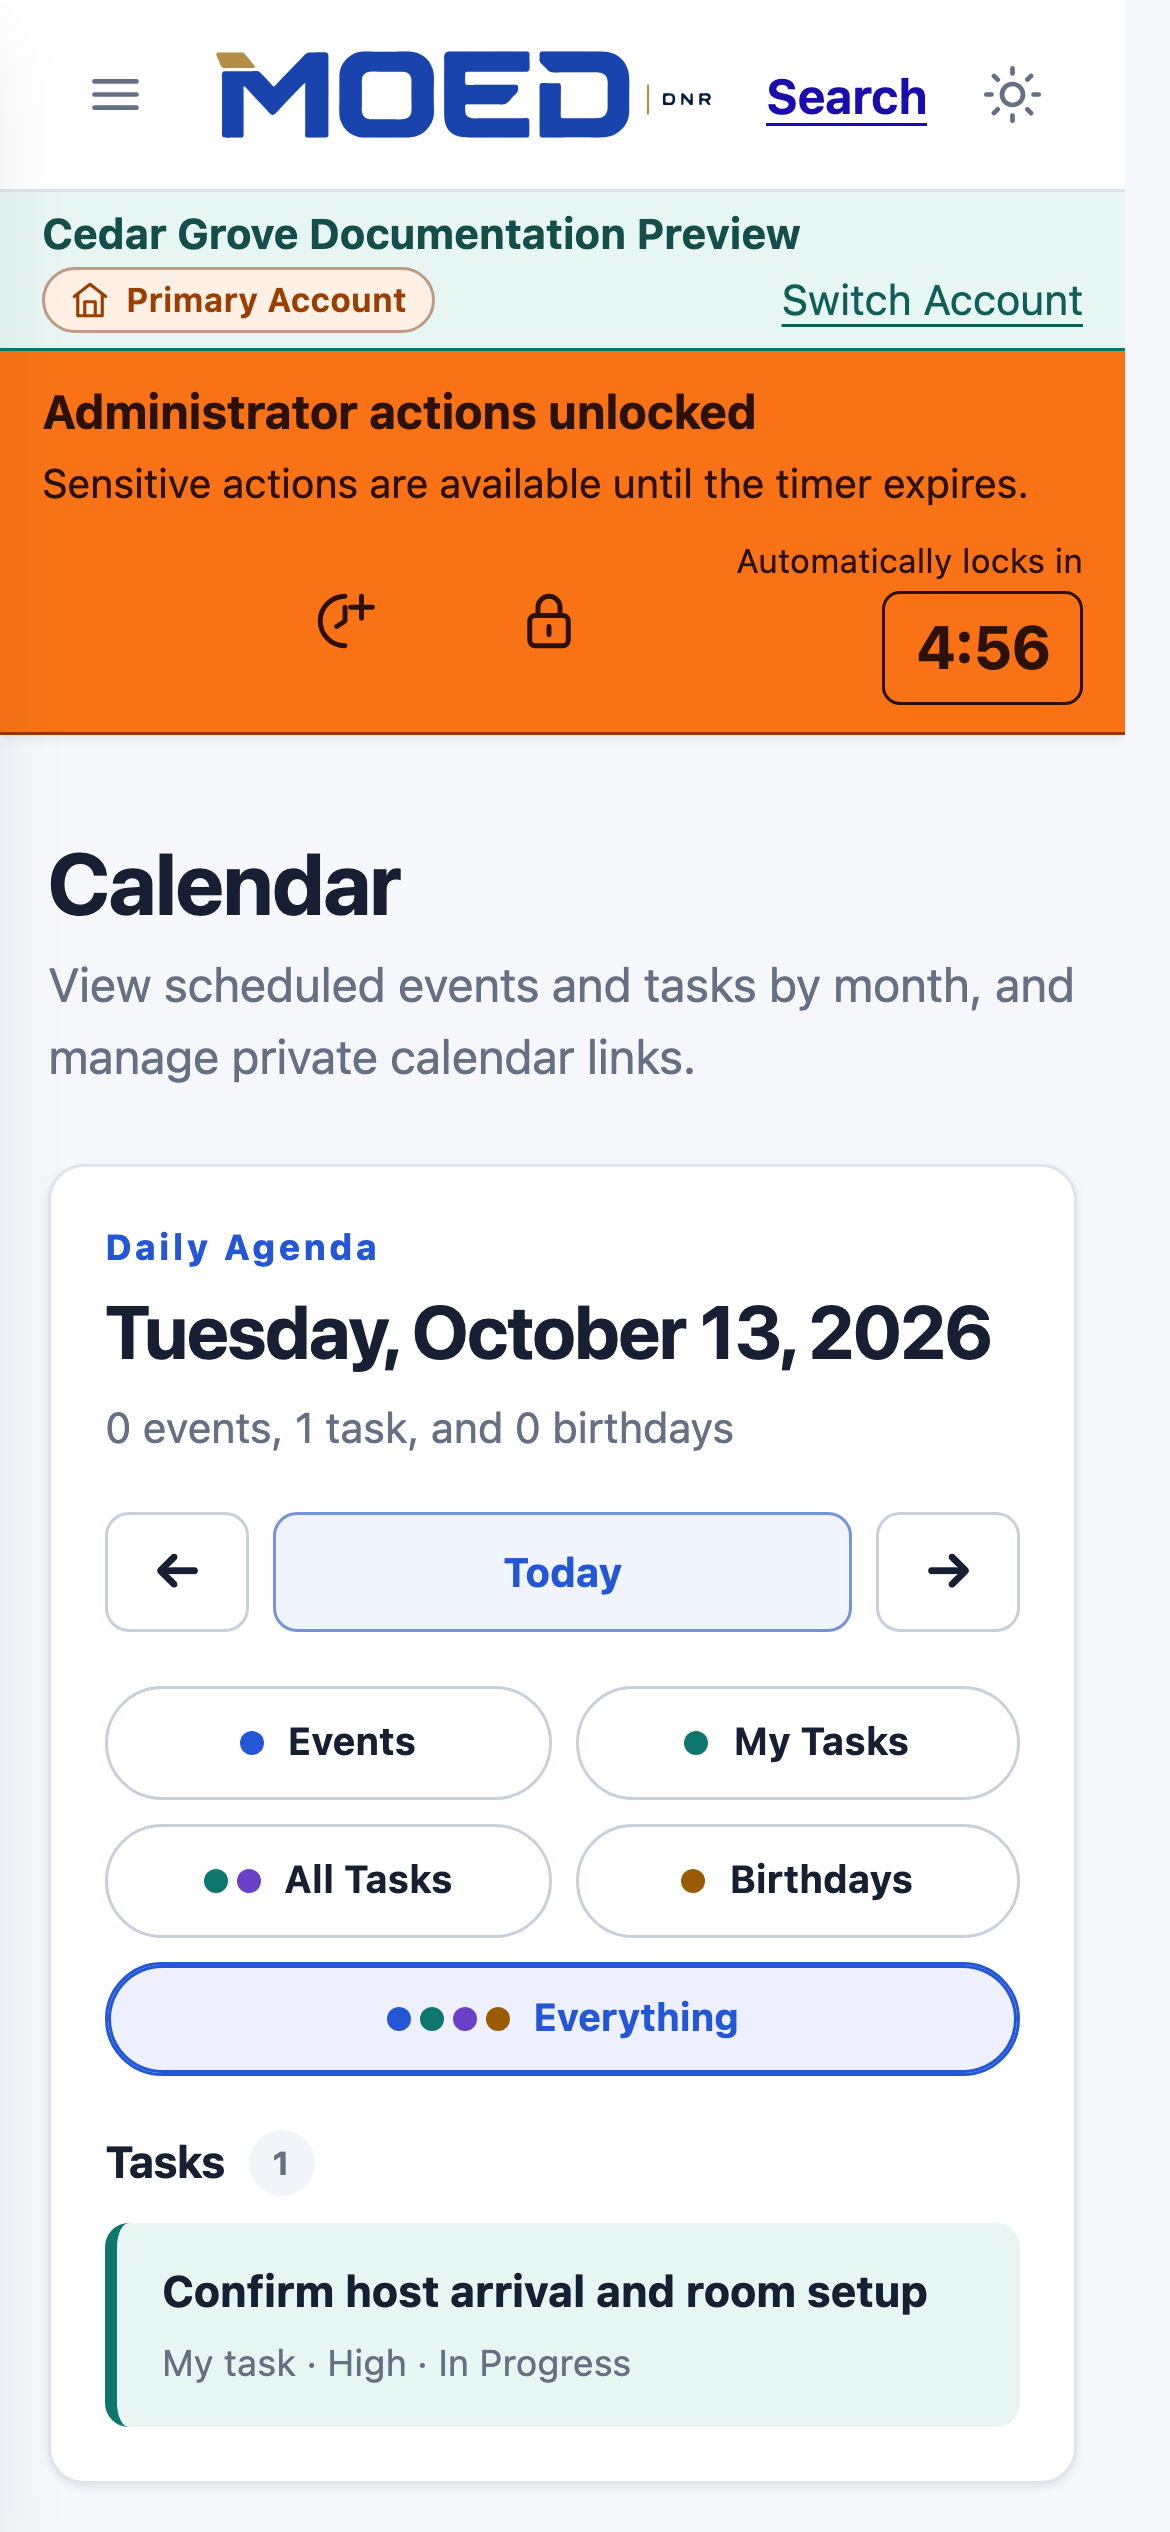 MOED
DNR
Search
Cedar Grove Documentation Preview
Primary Account
Switch Account
Administrator actions unlocked
Sensitive actions are available until the timer expires.
Automatically locks in
4:56
Calendar
View scheduled events and tasks by month, and
manage private calendar links.
Daily Agenda
Tuesday, October 13, 2026
0 events, 1 task, and 0 birthdays
Today
Events
My Tasks
All Tasks
Birthdays
Everything
Tasks 1
Confirm host arrival and room setup
My task · High · In Progress